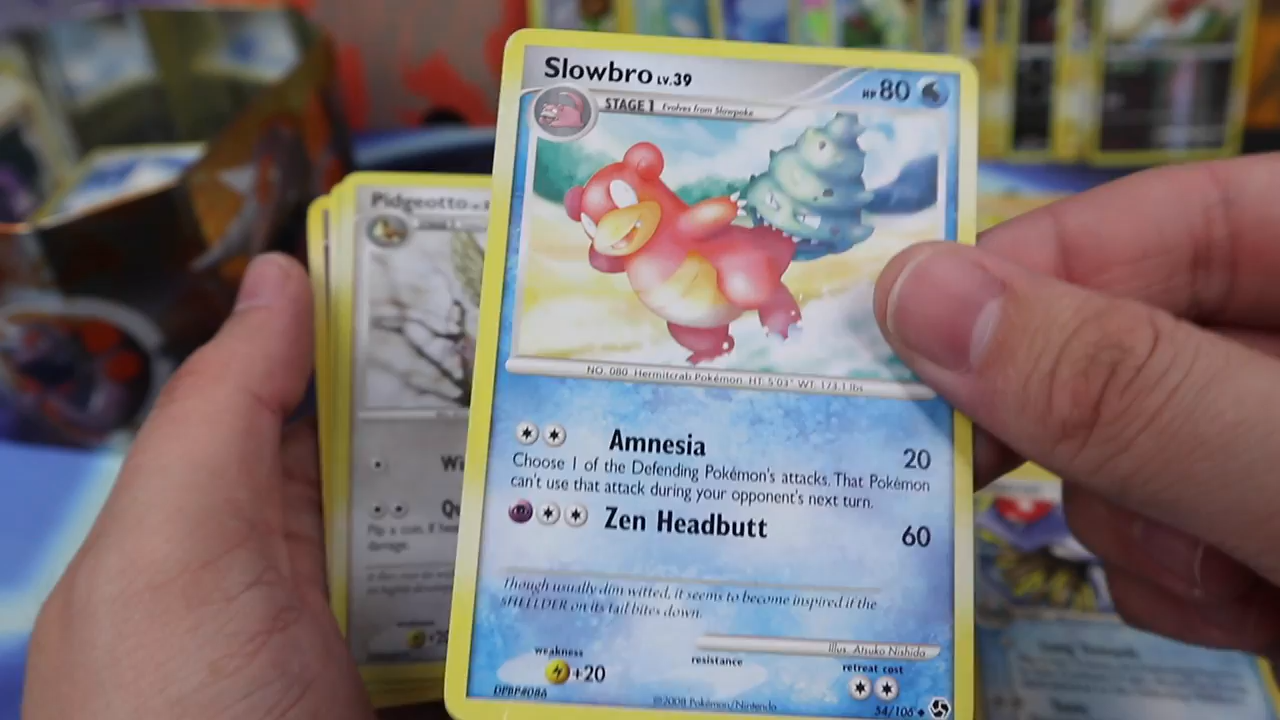 Slowbro LV.39
HP 80
STAGE 1 Evolves from Slowpoke
NO. 080 Hermitcrab Pokémon HT: 5'03" WT: 173.1 lbs
Amnesia 20
Choose 1 of the Defending Pokémon's attacks. That Pokémon
can't use that attack during your opponent's next turn.
Zen Headbutt 60
Though usually dim witted, it seems to become inspired if the
SHELLDER on its tail bites down.
Illus. Atsuko Nishida
weakness resistance retreat cost
+20
DPBP#086 ©2008 Pokémon/Nintendo 54/106
Pidgeotto